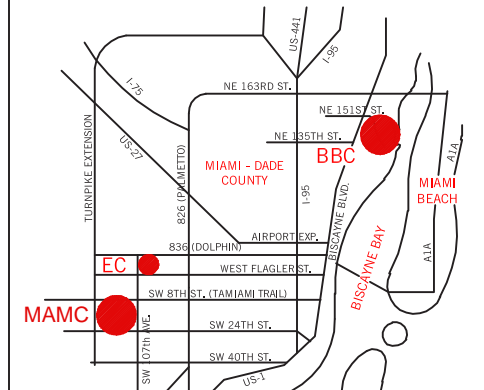 US-441
I-95
I-75
NE 163RD ST.
NE 151ST ST.
NE 135TH ST.
BBC
US-27
TURNPIKE EXTENSION
826 (PALMETTO)
MIAMI - DADE
COUNTY
I-95
BISCAYNE BLVD.
A1A
MIAMI
BEACH
AIRPORT EXP.
836 (DOLPHIN)
EC
WEST FLAGLER ST.
BISCAYNE BAY
A1A
SW 8TH ST. (TAMIAMI TRAIL)
MAMC
SW 24TH ST.
SW 107th AVE.
SW 40TH ST.
US-1